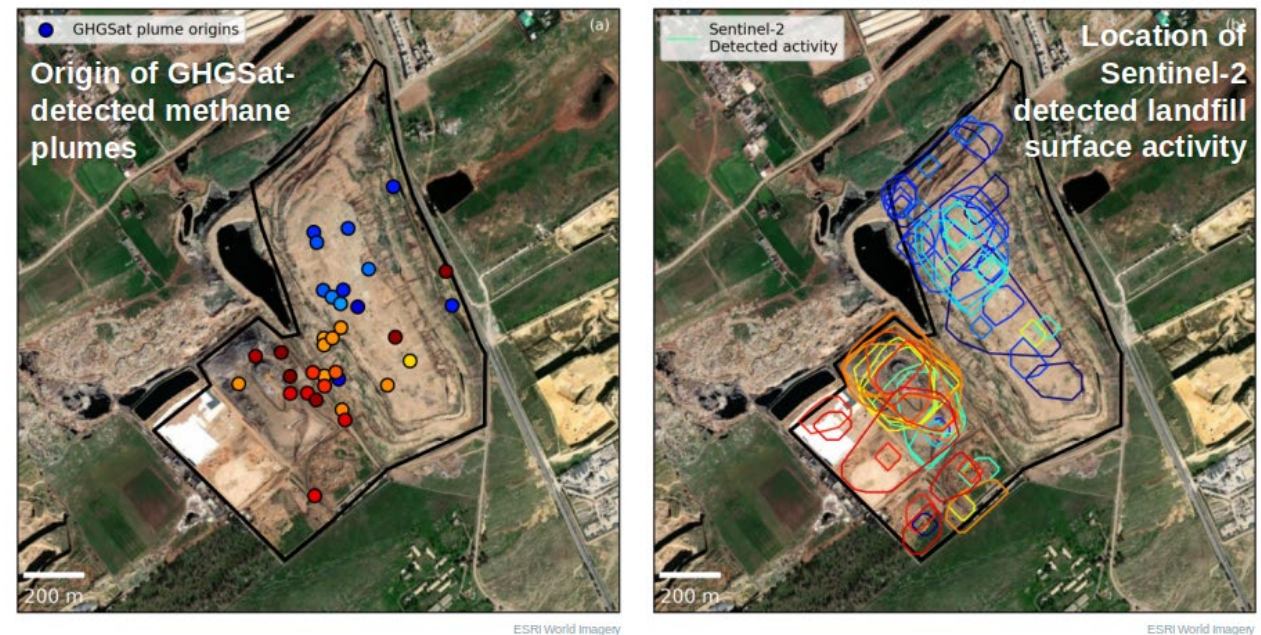 GHGSat plume origins
(a)
Origin of GHGSat-
detected methane
plumes
200 m
ESRI World Imagery
Sentinel-2
Detected activity
(b)
Location of
Sentinel-2
detected landfill
surface activity
200 m
ESRI World Imagery